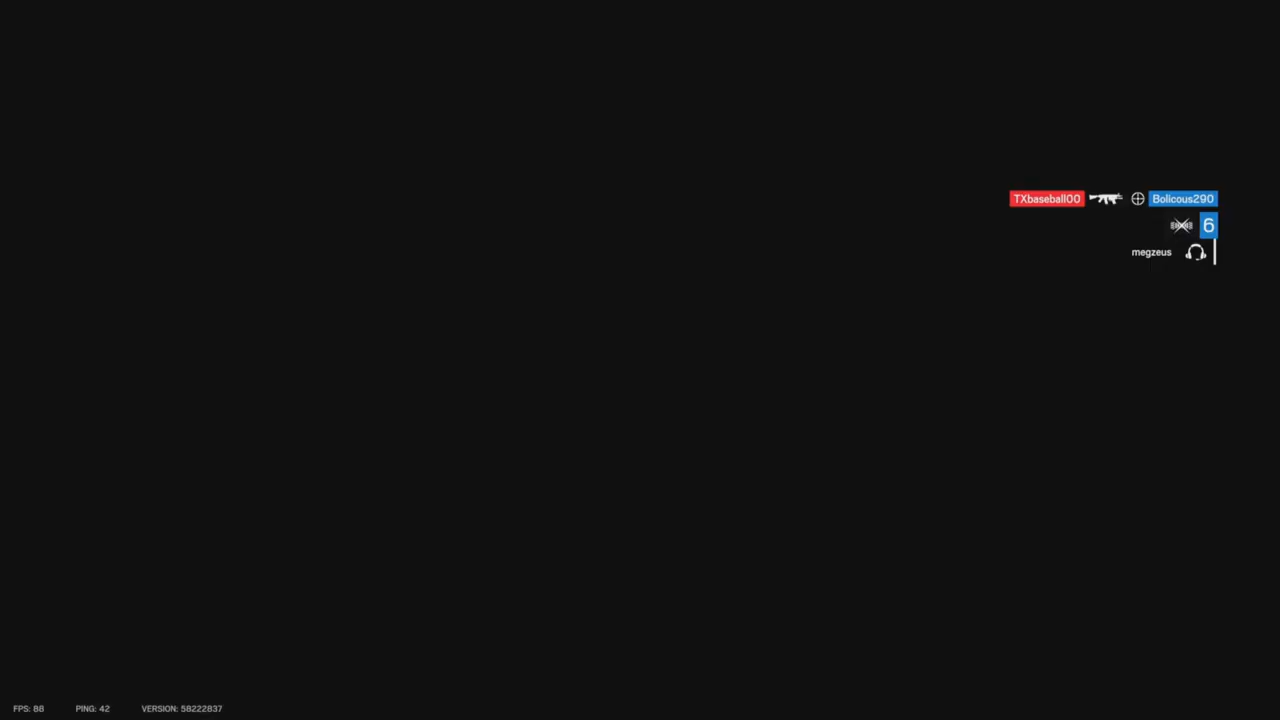 TXbaseball00 Bolicous290
6
megzeus
FPS: 88 PING: 42 VERSION: 58222837